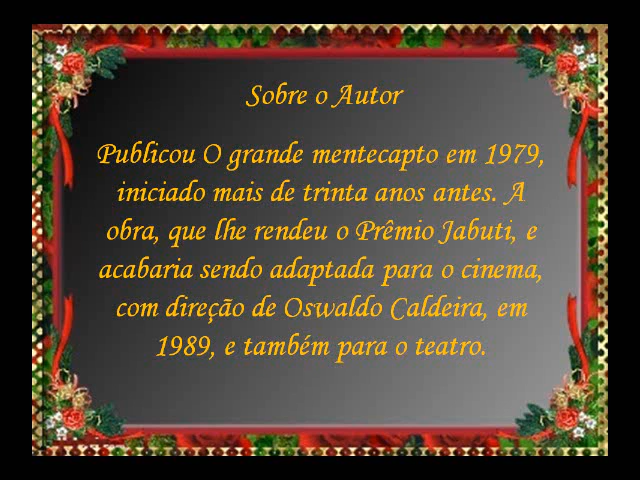 Sobre o Autor
Publicou O grande mentecapto em 1979,
iniciado mais de trinta anos antes. A
obra, que lhe rendeu o Prêmio Jabuti, e
acabaria sendo adaptada para o cinema,
com direção de Oswaldo Caldeira, em
1989, e também para o teatro.